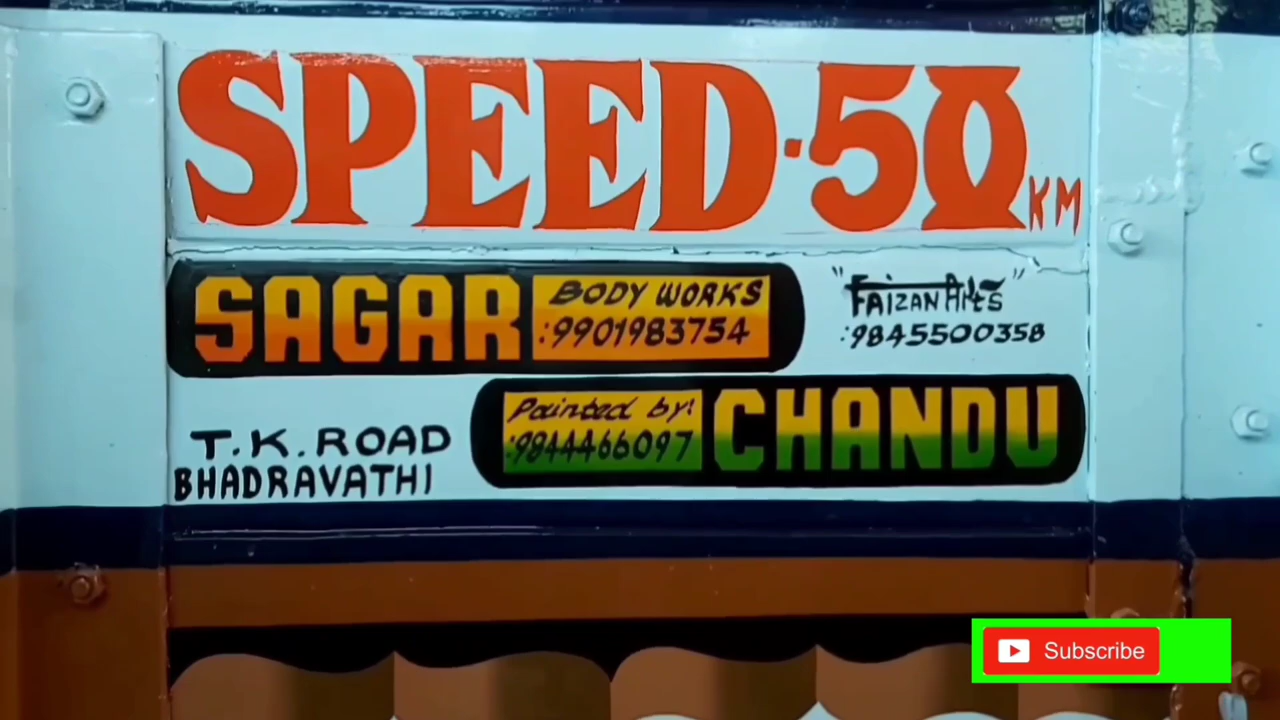 SPEED·50 KM
SAGAR BODY WORKS
:9901983754
"FAIZAN Arts"
:9845500358
T.K. ROAD
BHADRAVATHI
Painted by:
:9844466097
CHANDU
Subscribe